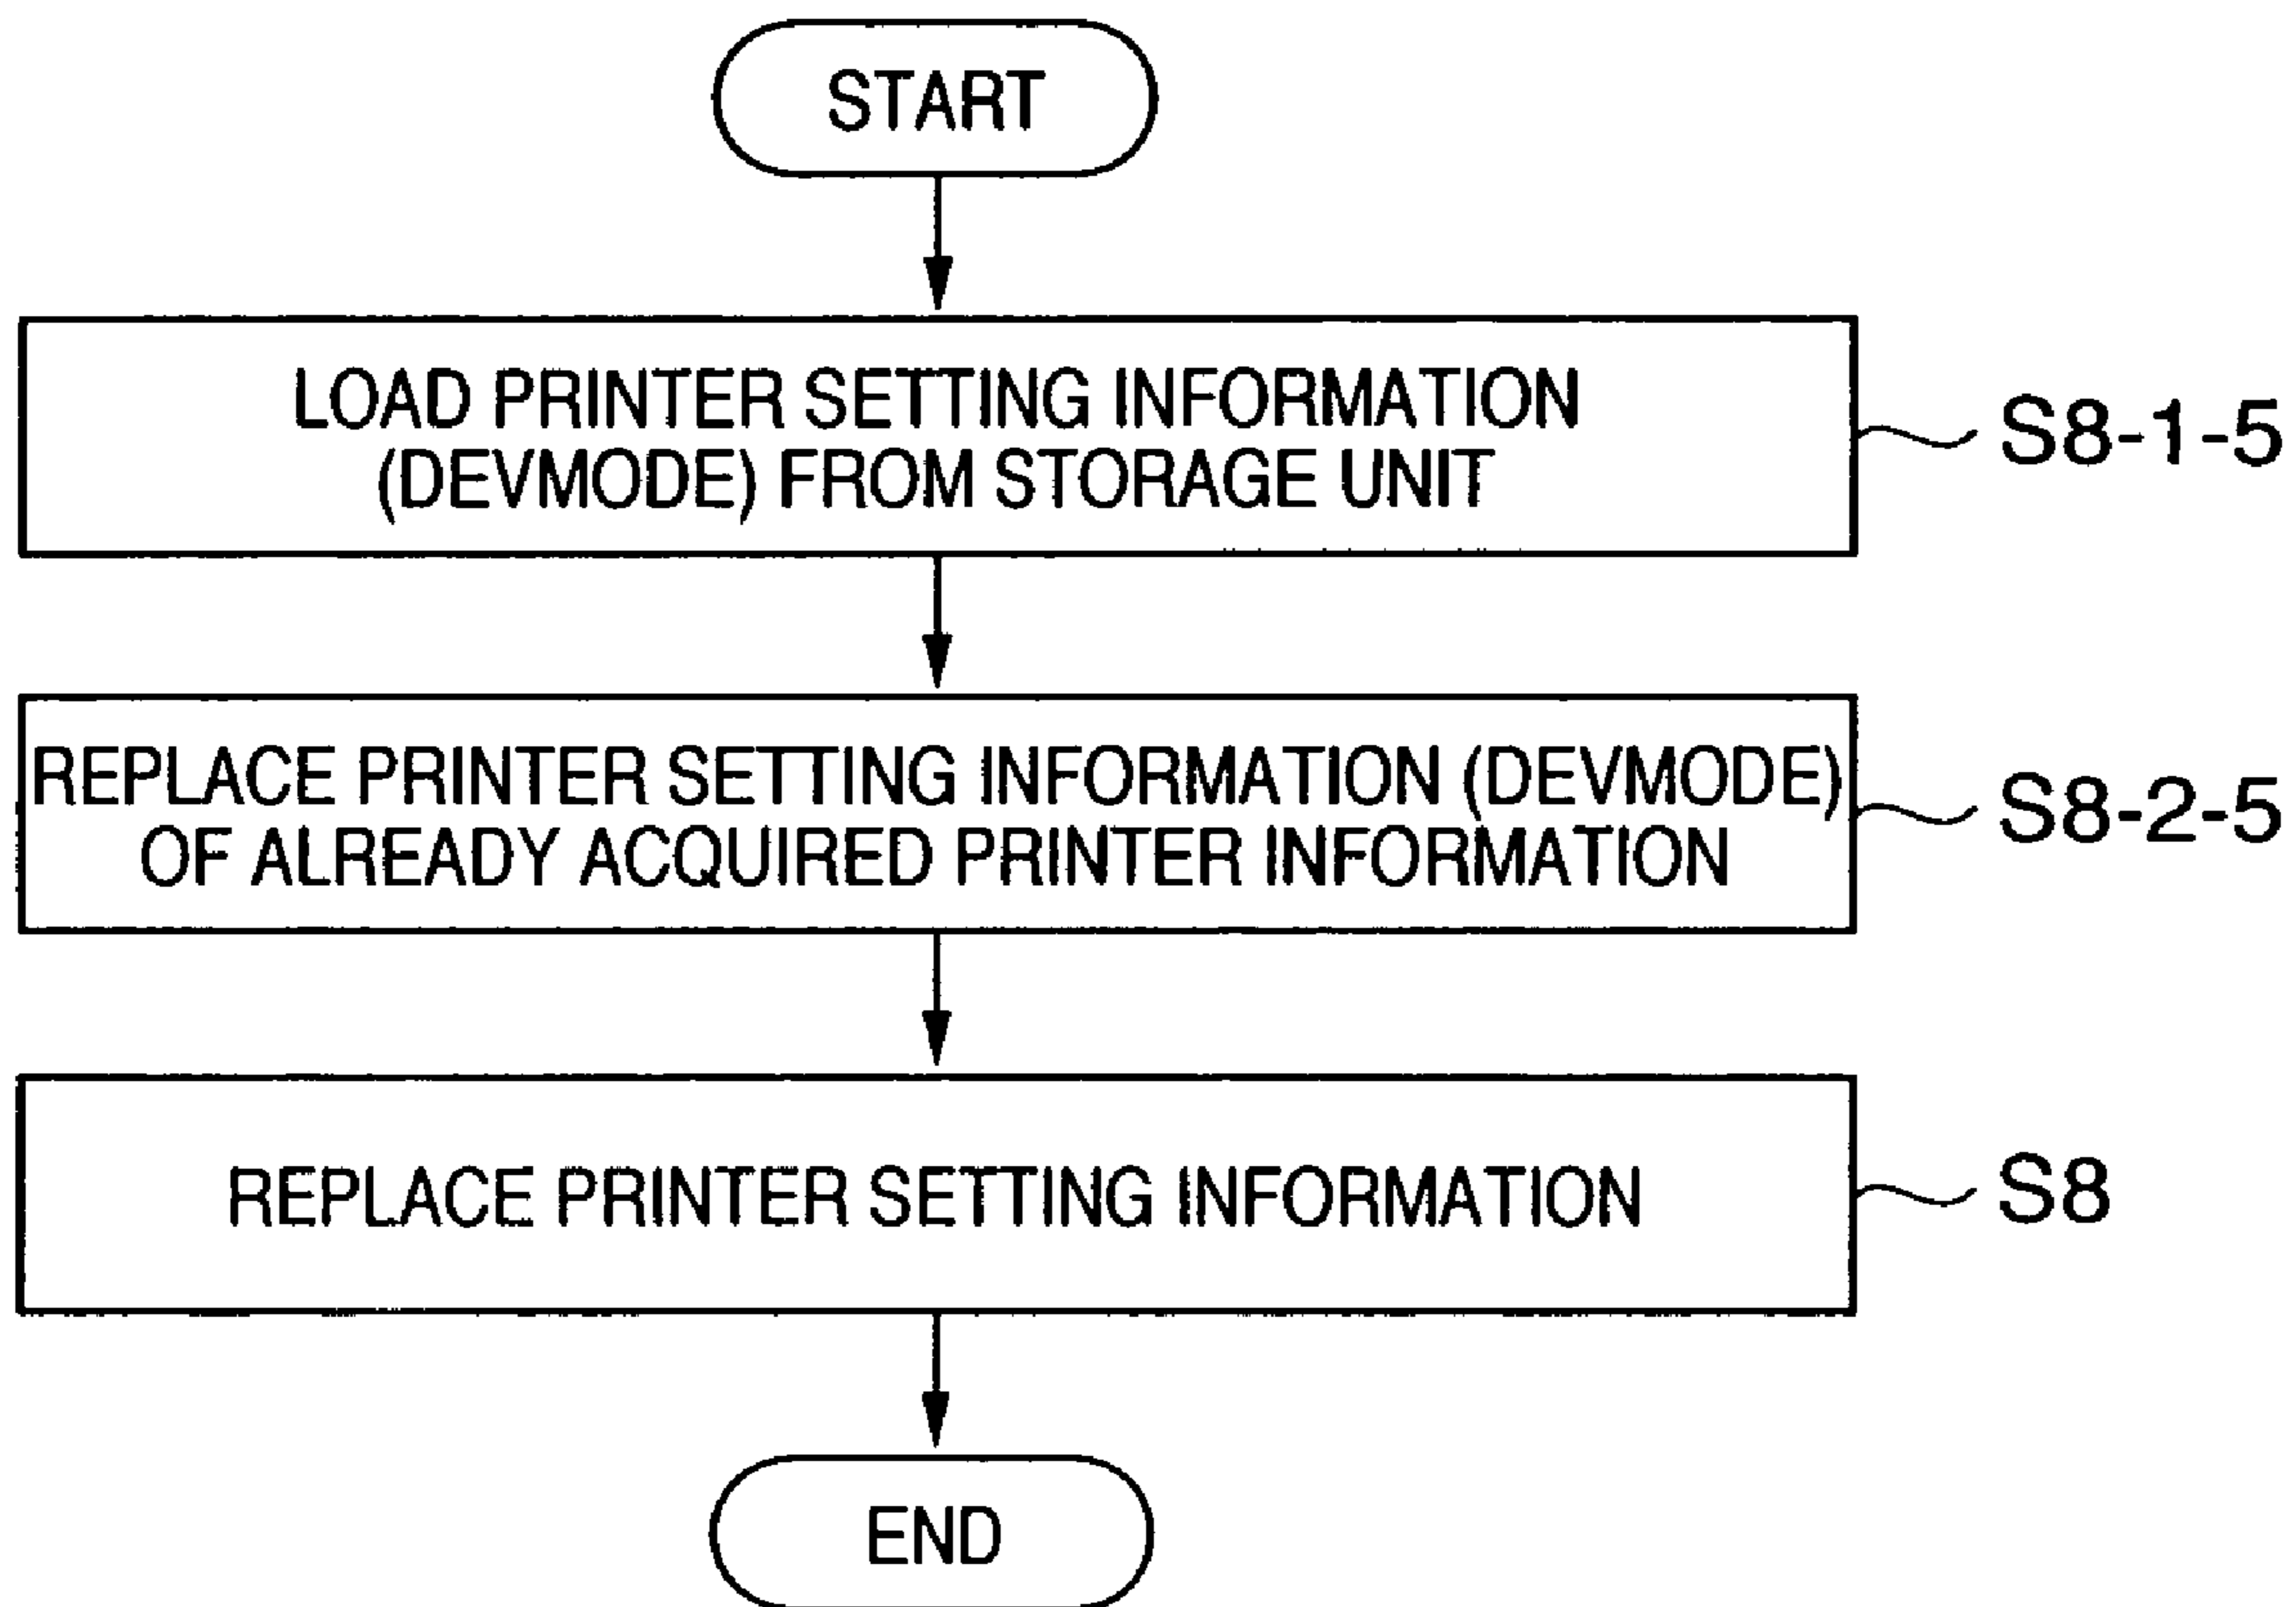 START
LOAD PRINTER SETTING INFORMATION
(DEVMODE) FROM STORAGE UNIT
S8-1-5
REPLACE PRINTER SETTING INFORMATION (DEVMODE)
OF ALREADY ACQUIRED PRINTER INFORMATION
S8-2-5
REPLACE PRINTER SETTING INFORMATION
S8
END